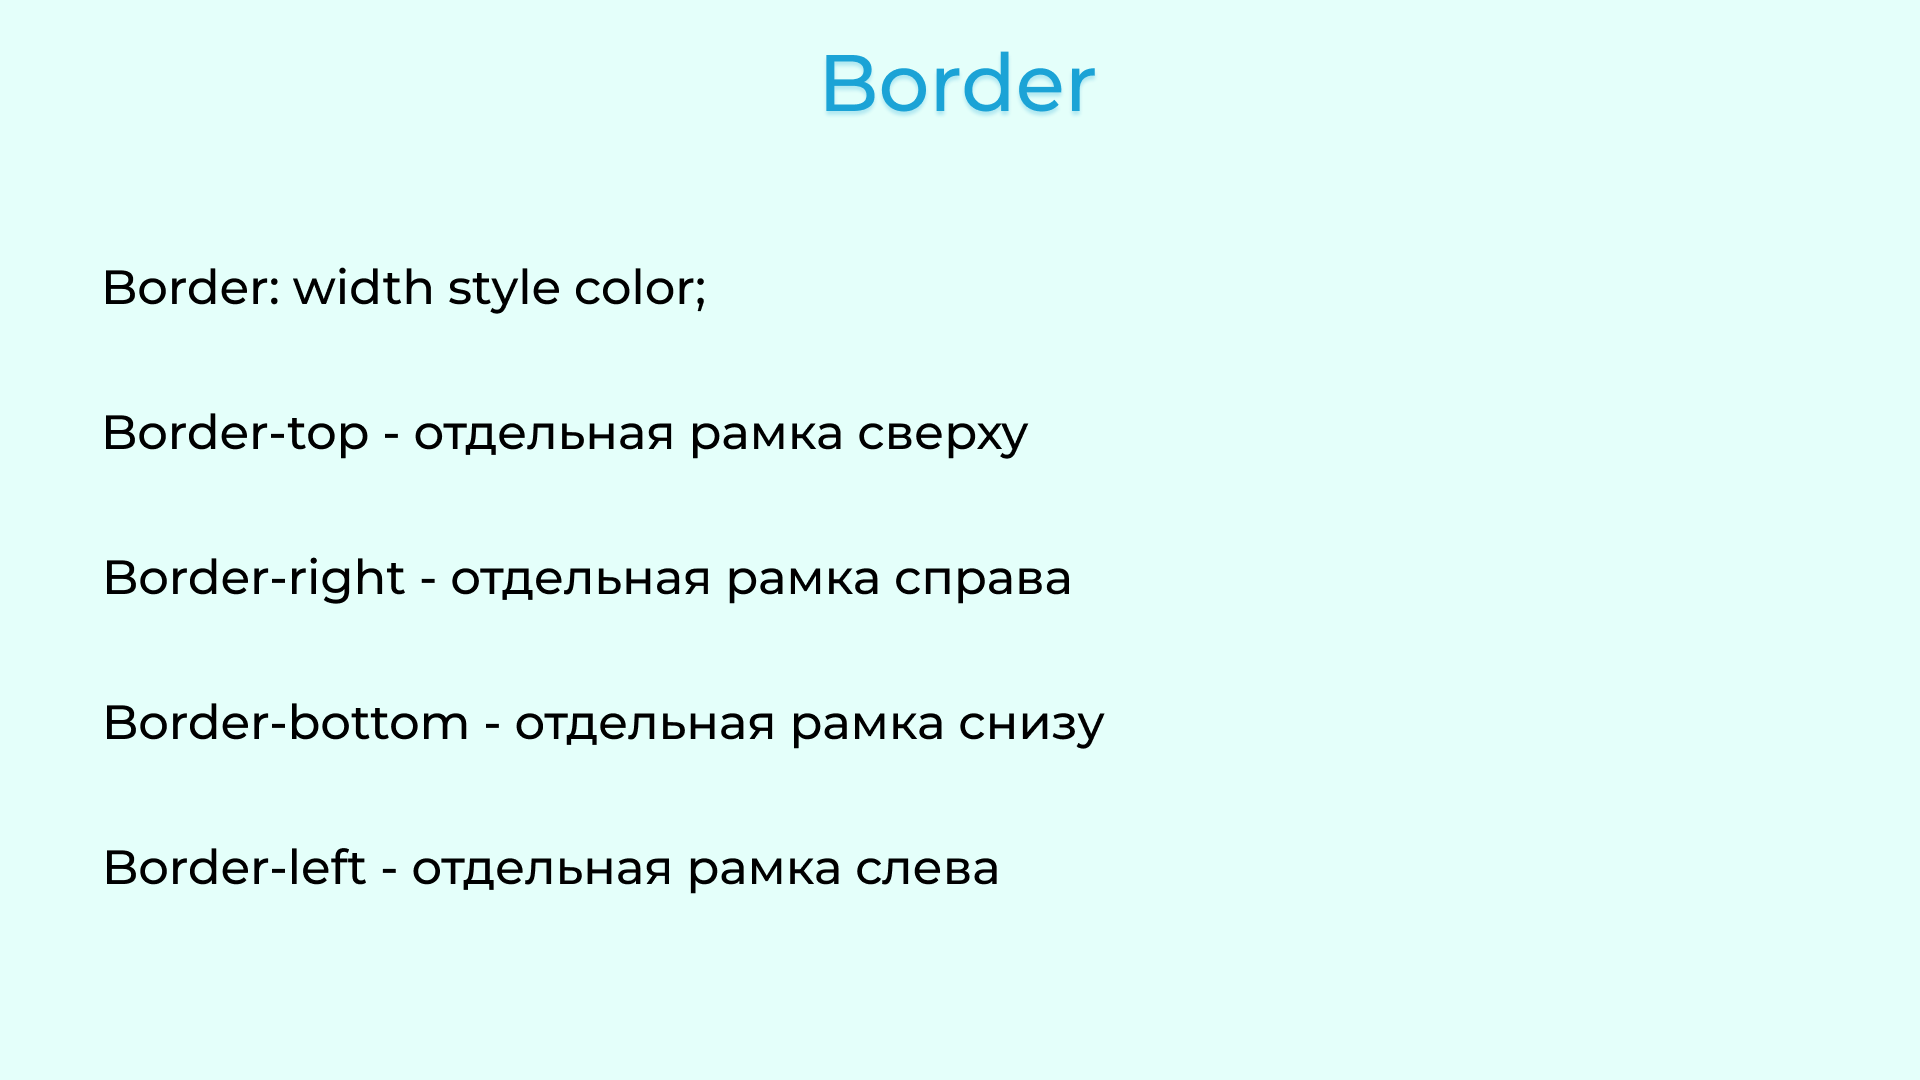 Border
Border: width style color;
Border-top - отдельная рамка сверху
Border-right - отдельная рамка справа
Border-bottom - отдельная рамка снизу
Border-left - отдельная рамка слева